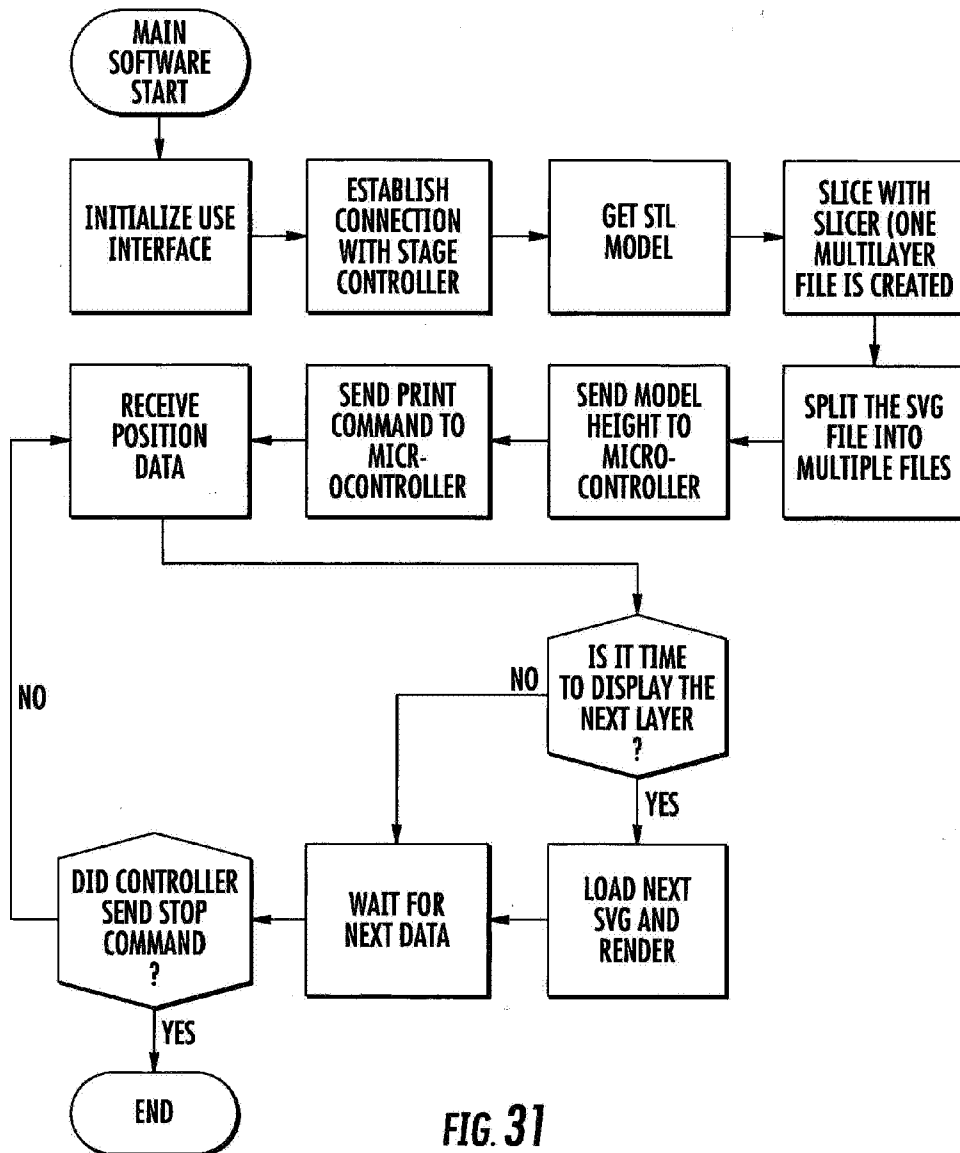 MAIN
SOFTWARE
START
INITIALIZE USE
INTERFACE
ESTABLISH
CONNECTION
WITH STAGE
CONTROLLER
GET STL
MODEL
SLICE WITH
SLICER (ONE
MULTILAYER
FILE IS CREATED
SPLIT THE SVG
FILE INTO
MULTIPLE FILES
SEND MODEL
HEIGHT TO
MICRO-
CONTROLLER
SEND PRINT
COMMAND TO
MICR-
OCONTROLLER
RECEIVE
POSITION
DATA
IS IT TIME
TO DISPLAY THE
NEXT LAYER
?
NO
YES
LOAD NEXT
SVG AND
RENDER
WAIT FOR
NEXT DATA
DID CONTROLLER
SEND STOP
COMMAND
?
NO
YES
END
FIG. 31